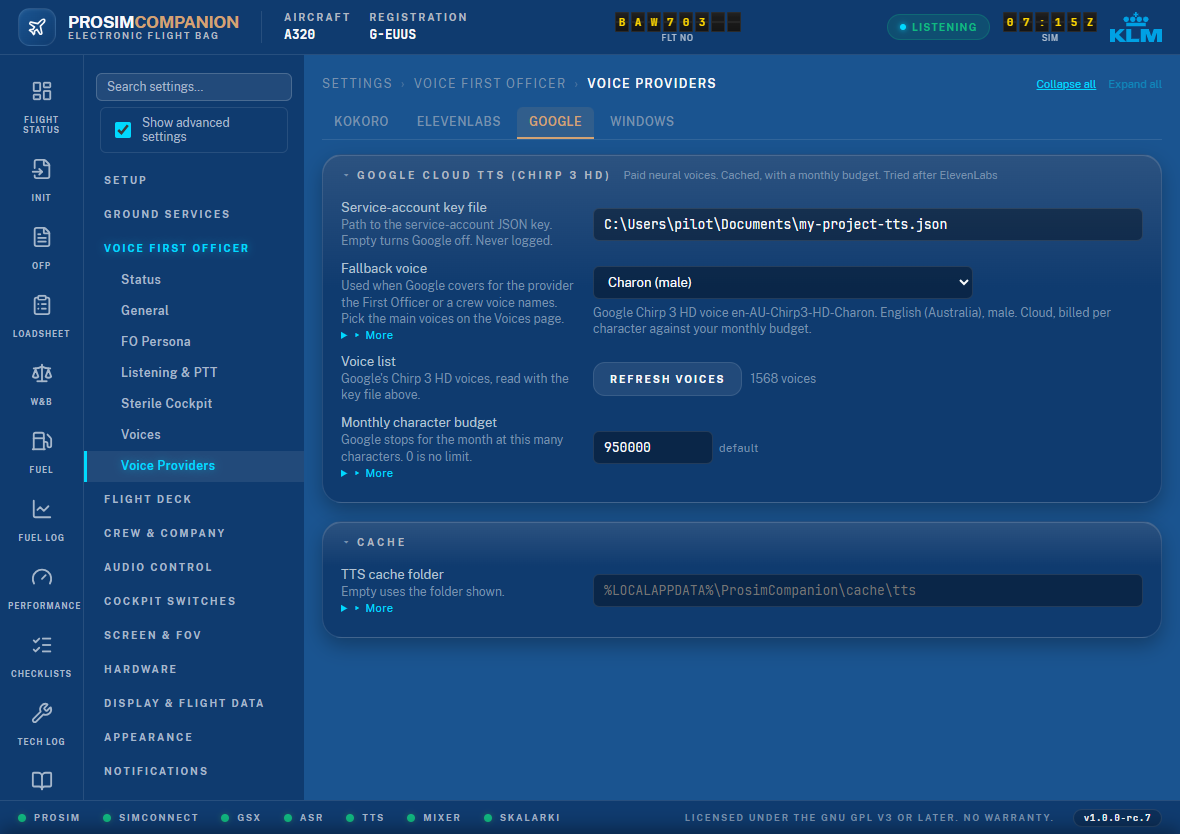 PROSIMCOMPANION
ELECTRONIC FLIGHT BAG
AIRCRAFT
A320
REGISTRATION
G-EUUS
BAW703
FLT NO
LISTENING
07:15Z
SIM
KLM
FLIGHT STATUS
INIT
OFP
LOADSHEET
W&B
FUEL
FUEL LOG
PERFORMANCE
CHECKLISTS
TECH LOG
Search settings...
Show advanced
settings
SETUP
GROUND SERVICES
VOICE FIRST OFFICER
Status
General
FO Persona
Listening & PTT
Sterile Cockpit
Voices
Voice Providers
FLIGHT DECK
CREW & COMPANY
AUDIO CONTROL
COCKPIT SWITCHES
SCREEN & FOV
HARDWARE
DISPLAY & FLIGHT DATA
APPEARANCE
NOTIFICATIONS
SETTINGS › VOICE FIRST OFFICER › VOICE PROVIDERS
Collapse all Expand all
KOKORO ELEVENLABS GOOGLE WINDOWS
GOOGLE CLOUD TTS (CHIRP 3 HD) Paid neural voices. Cached, with a monthly budget. Tried after ElevenLabs
Service-account key file
Path to the service-account JSON key.
Empty turns Google off. Never logged.
C:\Users\pilot\Documents\my-project-tts.json
Fallback voice
Used when Google covers for the provider
the First Officer or a crew voice names.
Pick the main voices on the Voices page.
More
Charon (male)
Google Chirp 3 HD voice en-AU-Chirp3-HD-Charon. English (Australia), male. Cloud, billed per
character against your monthly budget.
Voice list
Google's Chirp 3 HD voices, read with the
key file above.
REFRESH VOICES 1568 voices
Monthly character budget
Google stops for the month at this many
characters. 0 is no limit.
More
950000 default
CACHE
TTS cache folder
Empty uses the folder shown.
More
%LOCALAPPDATA%\ProsimCompanion\cache\tts
PROSIM SIMCONNECT GSX ASR TTS MIXER SKALARKI
LICENSED UNDER THE GNU GPL V3 OR LATER. NO WARRANTY. v1.0.0-rc.7